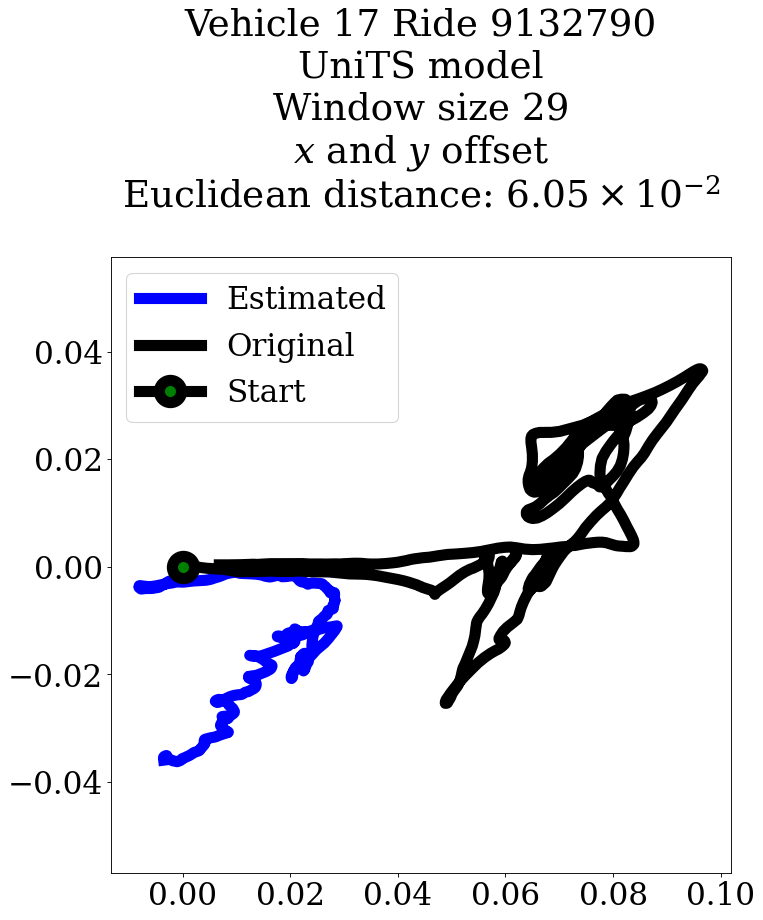 Vehicle 17 Ride 9132790
UniTS model
Window size 29
x and y offset
Euclidean distance: 6.05 × 10⁻²
Estimated
Original
Start
0.04
0.02
0.00
−0.02
−0.04
0.00 0.02 0.04 0.06 0.08 0.10